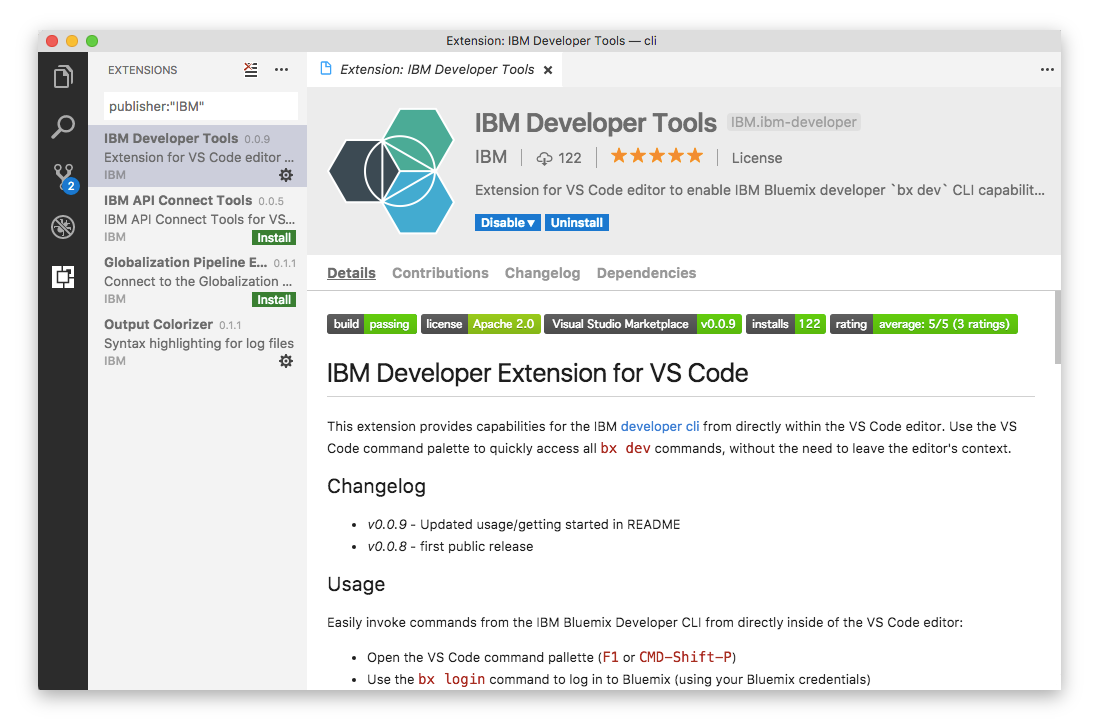 Extension: IBM Developer Tools — cli
EXTENSIONS
publisher:"IBM"
2
IBM Developer Tools 0.0.9
Extension for VS Code editor ...
IBM
IBM API Connect Tools 0.0.5
IBM API Connect Tools for VS...
IBM Install
Globalization Pipeline E... 0.1.1
Connect to the Globalization ...
IBM Install
Output Colorizer 0.1.1
Syntax highlighting for log files
IBM
Extension: IBM Developer Tools
IBM Developer Tools IBM.ibm-developer
IBM 122 License
Extension for VS Code editor to enable IBM Bluemix developer `bx dev` CLI capabilit...
Disable Uninstall
Details Contributions Changelog Dependencies
build passing license Apache 2.0 Visual Studio Marketplace v0.0.9 installs 122 rating average: 5/5 (3 ratings)
IBM Developer Extension for VS Code
This extension provides capabilities for the IBM developer cli from directly within the VS Code editor. Use the VS
Code command palette to quickly access all bx dev commands, without the need to leave the editor's context.
Changelog
• v0.0.9 - Updated usage/getting started in README
• v0.0.8 - first public release
Usage
Easily invoke commands from the IBM Bluemix Developer CLI from directly inside of the VS Code editor:
• Open the VS Code command pallette (F1 or CMD-Shift-P)
• Use the bx login command to log in to Bluemix (using your Bluemix credentials)